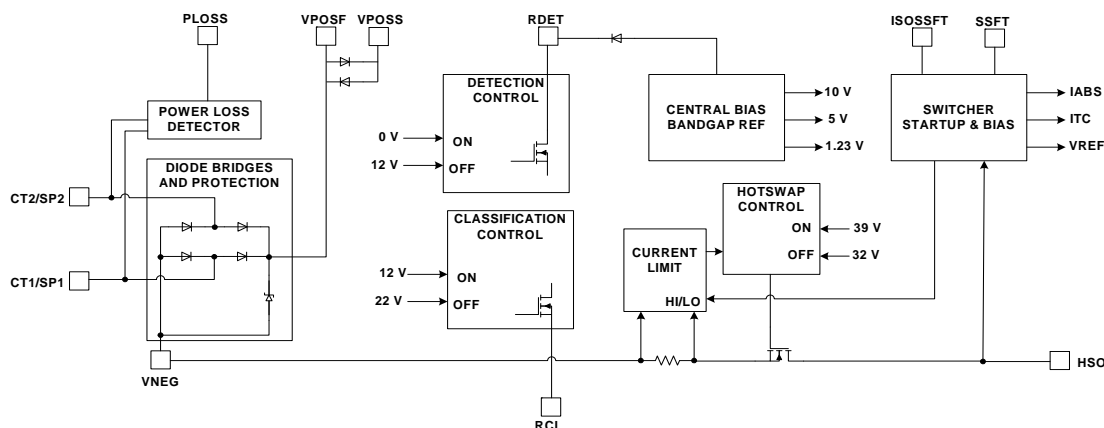 PLOSS
VPOSF
VPOSS
RDET
ISOSSFT
SSFT
POWER LOSS
DETECTOR
DETECTION
CONTROL
0 V
ON
12 V
OFF
CENTRAL BIAS
BANDGAP REF
10 V
5 V
1.23 V
SWITCHER
STARTUP & BIAS
IABS
ITC
VREF
DIODE BRIDGES
AND PROTECTION
CT2/SP2
CT1/SP1
CLASSIFICATION
CONTROL
12 V
ON
22 V
OFF
CURRENT
LIMIT
HI/LO
HOTSWAP
CONTROL
ON
39 V
OFF
32 V
VNEG
HSO
RCL